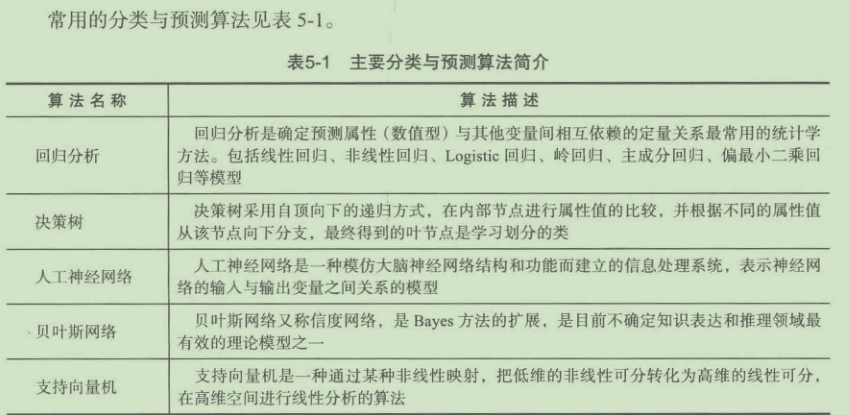 常用的分类与预测算法见表 5-1。
表5-1 主要分类与预测算法简介
算法名称 算法描述
回归分析是确定预测属性（数值型）与其他变量间相互依赖的定量关系最常用的统计学
回归分析 方法。包括线性回归、非线性回归、Logistic 回归、岭回归、主成分回归、偏最小二乘回
归等模型
决策树 决策树采用自顶向下的递归方式，在内部节点进行属性值的比较，并根据不同的属性值
从该节点向下分支，最终得到的叶节点是学习划分的类
人工神经网络 人工神经网络是一种模仿大脑神经网络结构和功能而建立的信息处理系统，表示神经网
络的输入与输出变量之间关系的模型
贝叶斯网络 贝叶斯网络又称信度网络，是 Bayes 方法的扩展，是目前不确定知识表达和推理领域最
有效的理论模型之一
支持向量机 支持向量机是一种通过某种非线性映射，把低维的非线性可分转化为高维的线性可分，
在高维空间进行线性分析的算法